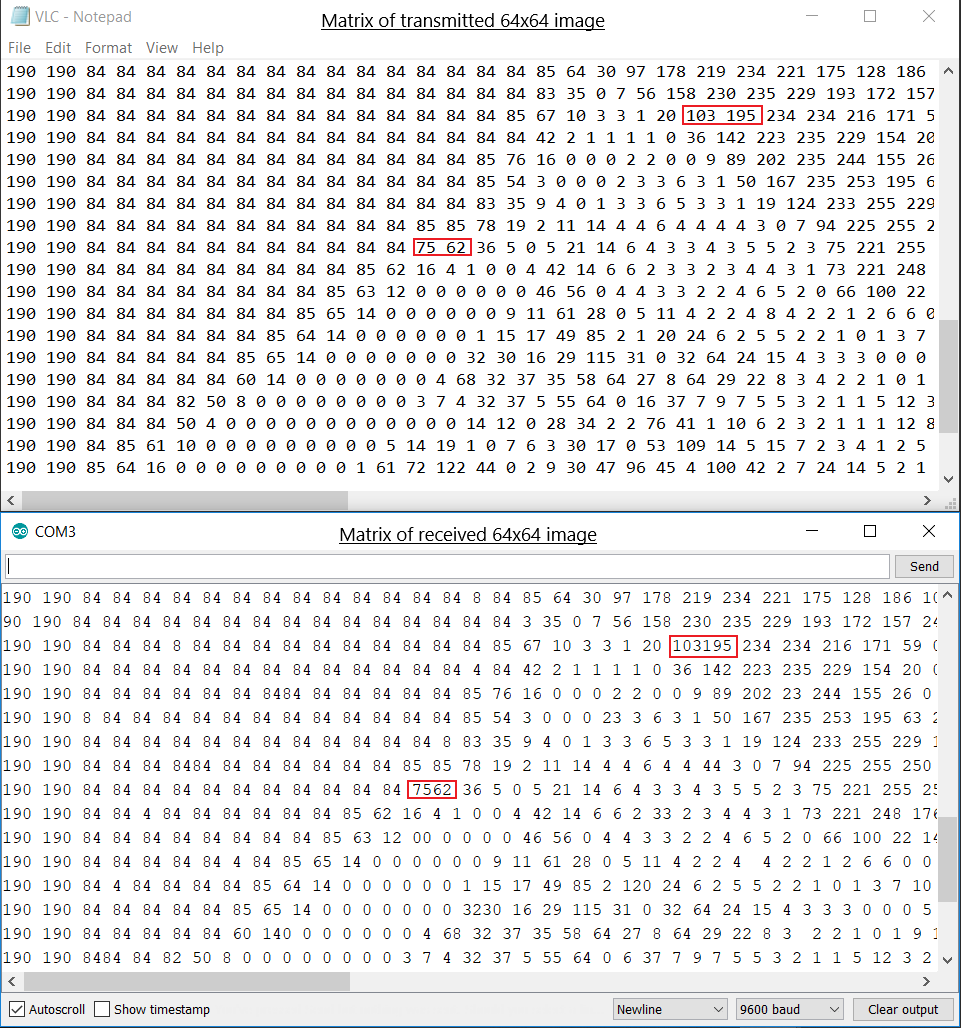 VLC - Notepad
Matrix of transmitted 64x64 image
File Edit Format View Help
190 190 84 84 84 84 84 84 84 84 84 84 84 84 84 84 84 85 64 30 97 178 219 234 221 175 128 186
190 190 84 84 84 84 84 84 84 84 84 84 84 84 84 84 84 83 35 0 7 56 158 230 235 229 193 172 157
190 190 84 84 84 84 84 84 84 84 84 84 84 84 84 84 85 67 10 3 3 1 20 103 195 234 234 216 171 5
190 190 84 84 84 84 84 84 84 84 84 84 84 84 84 84 84 42 2 1 1 1 1 0 36 142 223 235 229 154 20
190 190 84 84 84 84 84 84 84 84 84 84 84 84 84 85 76 16 0 0 0 2 2 0 0 9 89 202 235 244 155 26
190 190 84 84 84 84 84 84 84 84 84 84 84 84 84 85 54 3 0 0 0 2 3 3 6 3 1 50 167 235 253 195 6
190 190 84 84 84 84 84 84 84 84 84 84 84 84 84 83 35 9 4 0 1 3 3 6 5 3 3 1 19 124 233 255 229
190 190 84 84 84 84 84 84 84 84 84 84 84 85 85 78 19 2 11 14 4 4 6 4 4 4 4 3 0 7 94 225 255 2
190 190 84 84 84 84 84 84 84 84 84 84 84 75 62 36 5 0 5 21 14 6 4 3 3 4 3 5 5 2 3 75 221 255
190 190 84 84 84 84 84 84 84 84 84 85 62 16 4 1 0 0 4 42 14 6 6 2 3 3 2 3 4 4 3 1 73 221 248
190 190 84 84 84 84 84 84 84 84 85 63 12 0 0 0 0 0 0 46 56 0 4 4 3 3 2 2 4 6 5 2 0 66 100 22
190 190 84 84 84 84 84 84 84 85 65 14 0 0 0 0 0 0 9 11 61 28 0 5 11 4 2 2 4 8 4 2 2 1 2 6 6 0
190 190 84 84 84 84 84 84 85 64 14 0 0 0 0 0 0 1 15 17 49 85 2 1 20 24 6 2 5 5 2 2 1 0 1 3 7
190 190 84 84 84 84 84 85 65 14 0 0 0 0 0 0 0 32 30 16 29 115 31 0 32 64 24 15 4 3 3 3 0 0 0
190 190 84 84 84 84 84 60 14 0 0 0 0 0 0 0 4 68 32 37 35 58 64 27 8 64 29 22 8 3 4 2 2 1 0 1
190 190 84 84 84 82 50 8 0 0 0 0 0 0 0 0 3 7 4 32 37 5 55 64 0 16 37 7 9 7 5 5 3 2 1 1 5 12 3
190 190 84 84 84 50 4 0 0 0 0 0 0 0 0 0 0 0 0 14 12 0 28 34 2 2 76 41 1 10 6 2 3 2 1 1 1 12 8
190 190 84 85 61 10 0 0 0 0 0 0 0 0 0 5 14 19 1 0 7 6 3 30 17 0 53 109 14 5 15 7 2 3 4 1 2 5
190 190 85 64 16 0 0 0 0 0 0 0 0 0 1 61 72 122 44 0 2 9 30 47 96 45 4 100 42 2 7 24 14 5 2 1
COM3
Matrix of received 64x64 image
Send
190 190 84 84 84 84 84 84 84 84 84 84 84 84 84 8 84 85 64 30 97 178 219 234 221 175 128 186 10
90 190 84 84 84 84 84 84 84 84 84 84 84 84 84 84 84 3 35 0 7 56 158 230 235 229 193 172 157 24
190 190 84 84 84 8 84 84 84 84 84 84 84 84 84 84 85 67 10 3 3 1 20 103195 234 234 216 171 59 0
190 190 84 84 84 84 84 84 84 84 84 84 84 84 84 4 84 42 2 1 1 1 1 0 36 142 223 235 229 154 20 0
190 190 84 84 84 84 84 84 8484 84 84 84 84 84 85 76 16 0 0 0 2 2 0 0 9 89 202 23 244 155 26 0
190 190 8 84 84 84 84 84 84 84 84 84 84 84 84 85 54 3 0 0 0 23 3 6 3 1 50 167 235 253 195 63 2
190 190 84 84 84 84 84 84 84 84 84 84 84 84 8 83 35 9 4 0 1 3 3 6 5 3 3 1 19 124 233 255 229 1
190 190 84 84 84 8484 84 84 84 84 84 84 85 85 78 19 2 11 14 4 4 6 4 4 44 3 0 7 94 225 255 250
190 190 84 84 84 84 84 84 84 84 84 84 84 7562 36 5 0 5 21 14 6 4 3 3 4 3 5 5 2 3 75 221 255 25
190 190 84 84 4 84 84 84 84 84 84 85 62 16 4 1 0 0 4 42 14 6 6 2 33 2 3 4 4 3 1 73 221 248 176
190 190 84 84 84 84 84 84 84 84 85 63 12 00 0 0 0 0 46 56 0 4 4 3 3 2 2 4 6 5 2 0 66 100 22 14
190 190 84 84 84 84 84 4 84 85 65 14 0 0 0 0 0 0 9 11 61 28 0 5 11 4 2 2 4  4 2 2 1 2 6 6 0 0
190 190 84 4 84 84 84 84 85 64 14 0 0 0 0 0 0 1 15 17 49 85 2 120 24 6 2 5 5 2 2 1 0 1 3 7 10
190 190 84 84 84 84 84 85 65 14 0 0 0 0 0 0 0 3230 16 29 115 31 0 32 64 24 15 4 3 3 3 0 0 0 5
190 190 84 84 84 84 84 60 140 0 0 0 0 0 0 4 68 32 37 35 58 64 27 8 64 29 22 8 3  2 2 1 0 1 9 1
190 190 8484 84 82 50 8 0 0 0 0 0 0 0 0 3 7 4 32 37 5 55 64 0 6 37 7 9 7 5 5 3 2 1 1 5 12 3 2
Autoscroll Show timestamp Newline 9600 baud Clear output